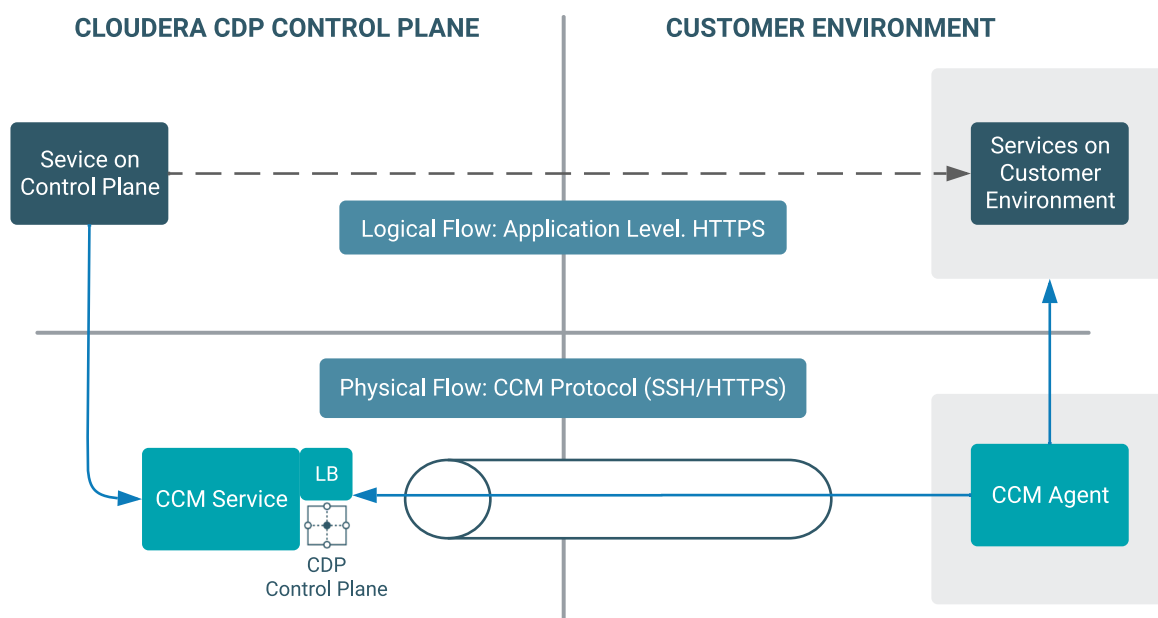 CLOUDERA CDP CONTROL PLANE
CUSTOMER ENVIRONMENT
Sevice on
Control Plane
Services on
Customer
Environment
Logical Flow: Application Level. HTTPS
Physical Flow: CCM Protocol (SSH/HTTPS)
CCM Service
LB
CDP
Control Plane
CCM Agent